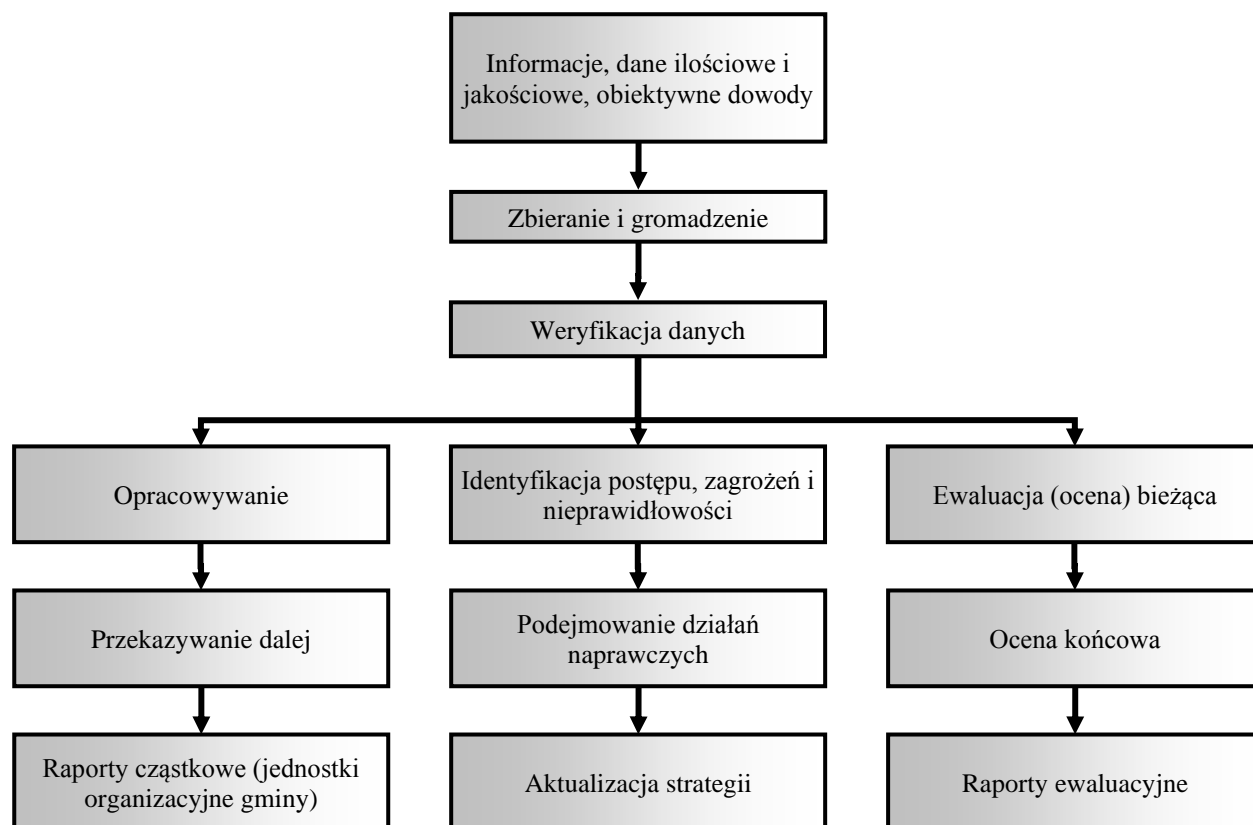 Informacje, dane ilościowe i
jakościowe, obiektywne dowody
Zbieranie i gromadzenie
Weryfikacja danych
Opracowywanie
Identyfikacja postępu, zagrożeń i
nieprawidłowości
Ewaluacja (ocena) bieżąca
Przekazywanie dalej
Podejmowanie działań
naprawczych
Ocena końcowa
Raporty cząstkowe (jednostki
organizacyjne gminy)
Aktualizacja strategii
Raporty ewaluacyjne